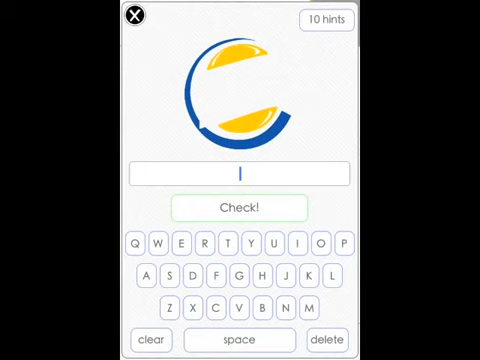 X
10 hints
Check!
Q W E R T Y U I O P
A S D F G H J K L
Z X C V B N M
clear space delete